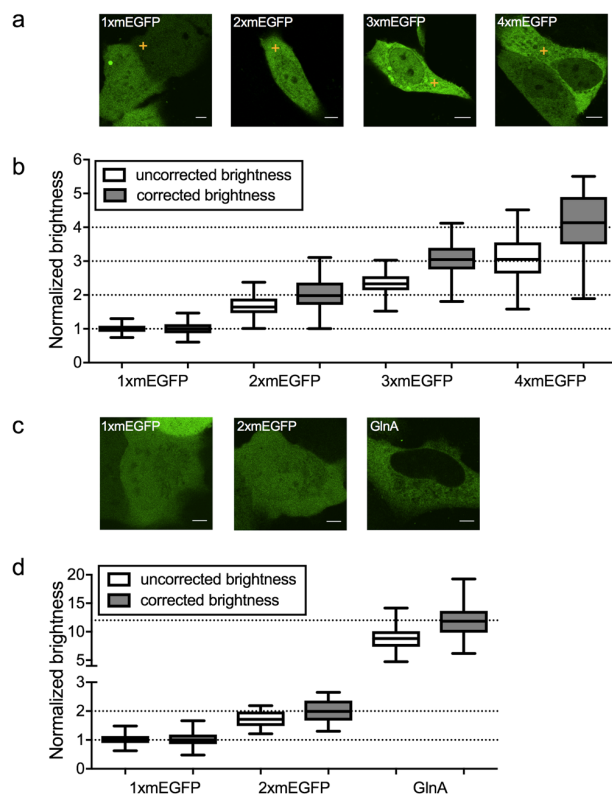 a
1xmEGFP 2xmEGFP 3xmEGFP 4xmEGFP
b
uncorrected brightness
corrected brightness
Normalized brightness
6
5
4
3
2
1
0
1xmEGFP 2xmEGFP 3xmEGFP 4xmEGFP
c
1xmEGFP 2xmEGFP GlnA
d
uncorrected brightness
corrected brightness
Normalized brightness
20
15
10
5
3
2
1
0
1xmEGFP 2xmEGFP GlnA